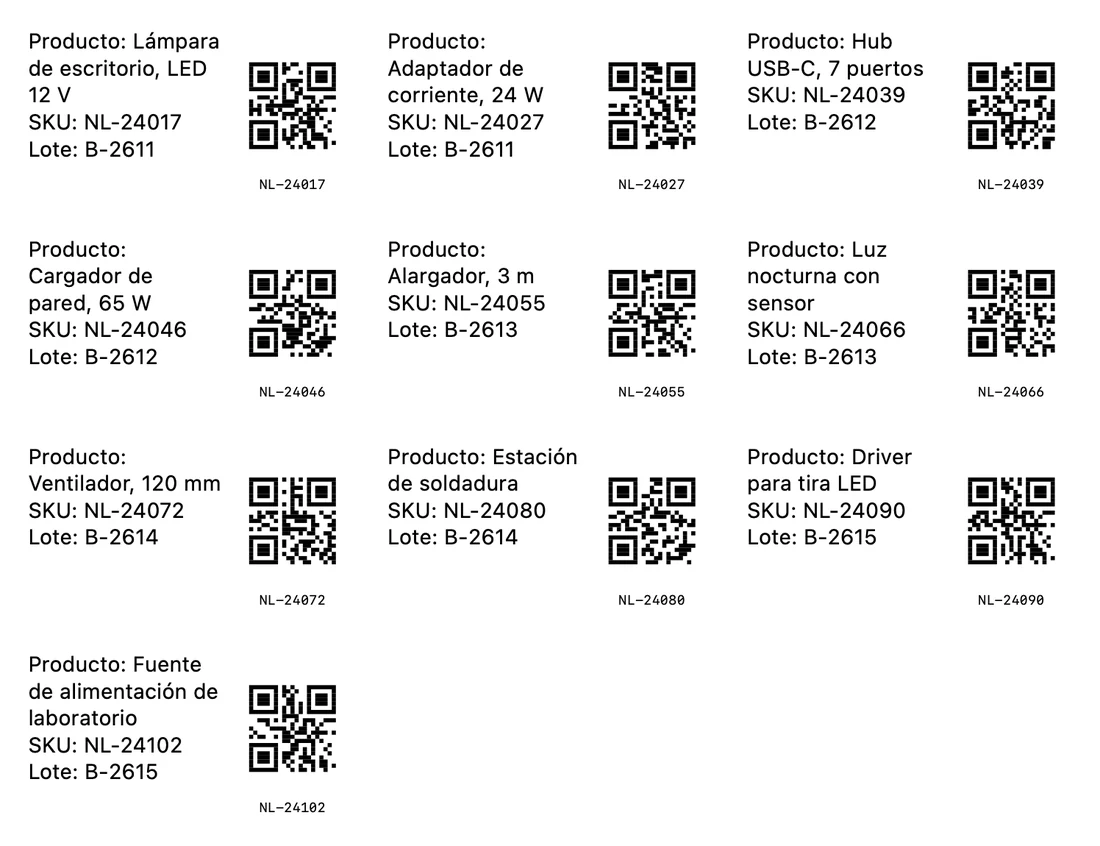 Producto: Lámpara
de escritorio, LED
12 V
SKU: NL-24017
Lote: B-2611
NL-24017
Producto:
Adaptador de
corriente, 24 W
SKU: NL-24027
Lote: B-2611
NL-24027
Producto: Hub
USB-C, 7 puertos
SKU: NL-24039
Lote: B-2612
NL-24039
Producto:
Cargador de
pared, 65 W
SKU: NL-24046
Lote: B-2612
NL-24046
Producto:
Alargador, 3 m
SKU: NL-24055
Lote: B-2613
NL-24055
Producto: Luz
nocturna con
sensor
SKU: NL-24066
Lote: B-2613
NL-24066
Producto:
Ventilador, 120 mm
SKU: NL-24072
Lote: B-2614
NL-24072
Producto: Estación
de soldadura
SKU: NL-24080
Lote: B-2614
NL-24080
Producto: Driver
para tira LED
SKU: NL-24090
Lote: B-2615
NL-24090
Producto: Fuente
de alimentación de
laboratorio
SKU: NL-24102
Lote: B-2615
NL-24102